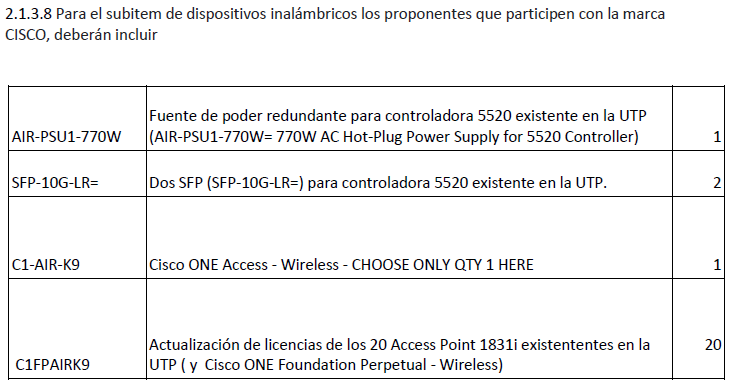 2.1.3.8 Para el subitem de dispositivos inalámbricos los proponentes que participen con la marca
CISCO, deberán incluir
Fuente de poder redundante para controladora 5520 existente en la UTP
AIR-PSU1-770W (AIR-PSU1-770W= 770W AC Hot-Plug Power Supply for 5520 Controller) 1
SFP-10G-LR= Dos SFP (SFP-10G-LR=) para controladora 5520 existente en la UTP. 2
C1-AIR-K9 Cisco ONE Access - Wireless - CHOOSE ONLY QTY 1 HERE 1
Actualización de licencias de los 20 Access Point 1831i existententes en la 20
C1FPAIRK9 UTP ( y Cisco ONE Foundation Perpetual - Wireless)